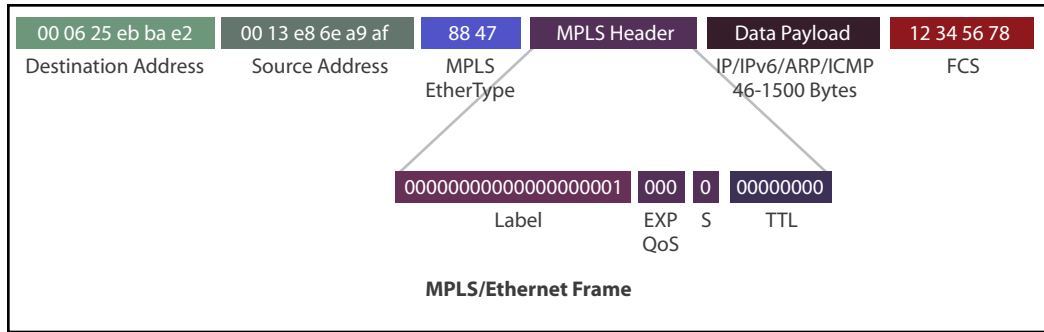 00 06 25 eb ba e2 00 13 e8 6e a9 af 88 47 MPLS Header Data Payload 12 34 56 78
Destination Address Source Address MPLS EtherType IP/IPv6/ARP/ICMP 46-1500 Bytes FCS
00000000000000000001 000 0 00000000
Label EXP QoS S TTL
MPLS/Ethernet Frame